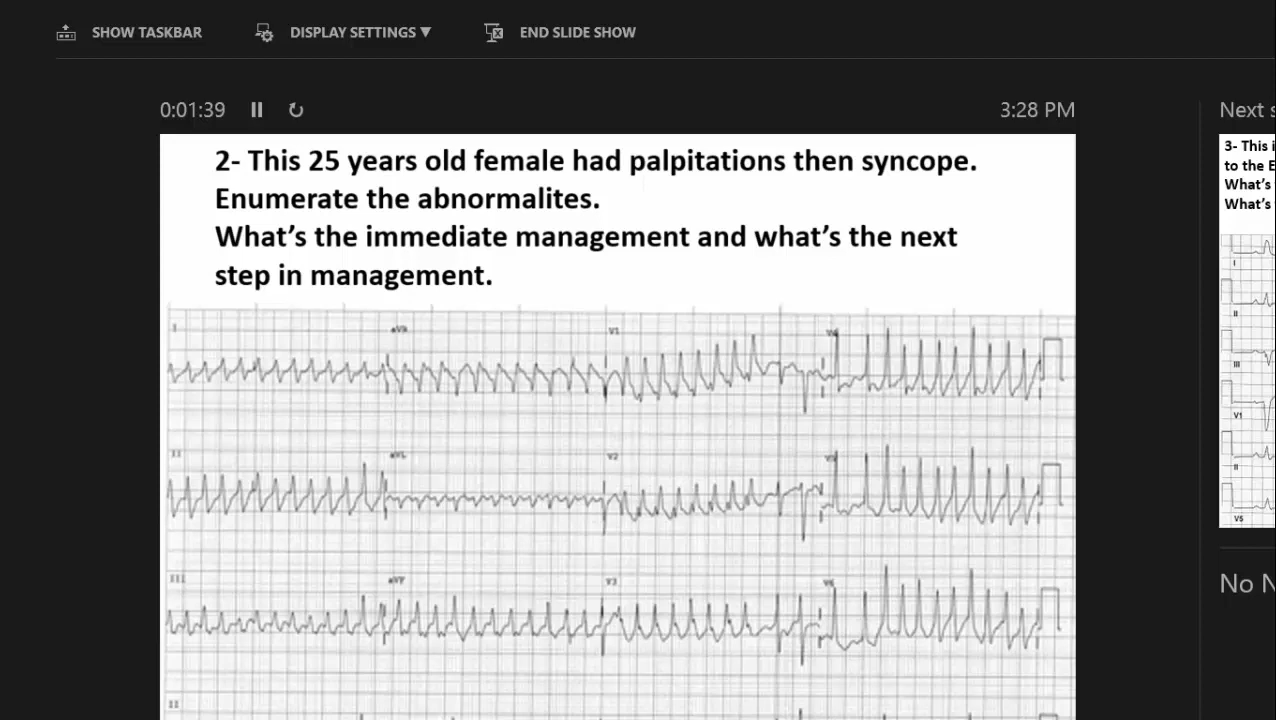 SHOW TASKBAR
DISPLAY SETTINGS ▼
END SLIDE SHOW
0:01:39
3:28 PM
Next s
2- This 25 years old female had palpitations then syncope.
Enumerate the abnormalites.
What's the immediate management and what's the next
step in management.
I
aVR
V1
V4
II
aVL
V2
V5
III
aVF
V3
V6
II
3- This i
to the E
What's
What's
I
II
III
V1
II
V5
No N